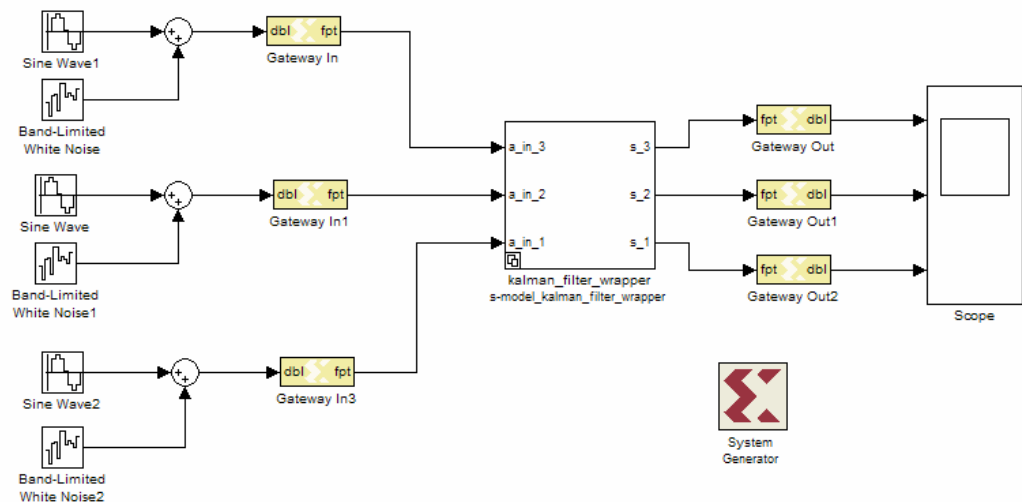 Sine Wave1
Band-Limited
White Noise
dbl fpt
Gateway In
Sine Wave
Band-Limited
White Noise1
dbl fpt
Gateway In1
Sine Wave2
Band-Limited
White Noise2
dbl fpt
Gateway In3
a_in_3 s_3
a_in_2 s_2
a_in_1 s_1
kalman_filter_wrapper
s-model_kalman_filter_wrapper
fpt dbl
Gateway Out
fpt dbl
Gateway Out1
fpt dbl
Gateway Out2
Scope
System
Generator